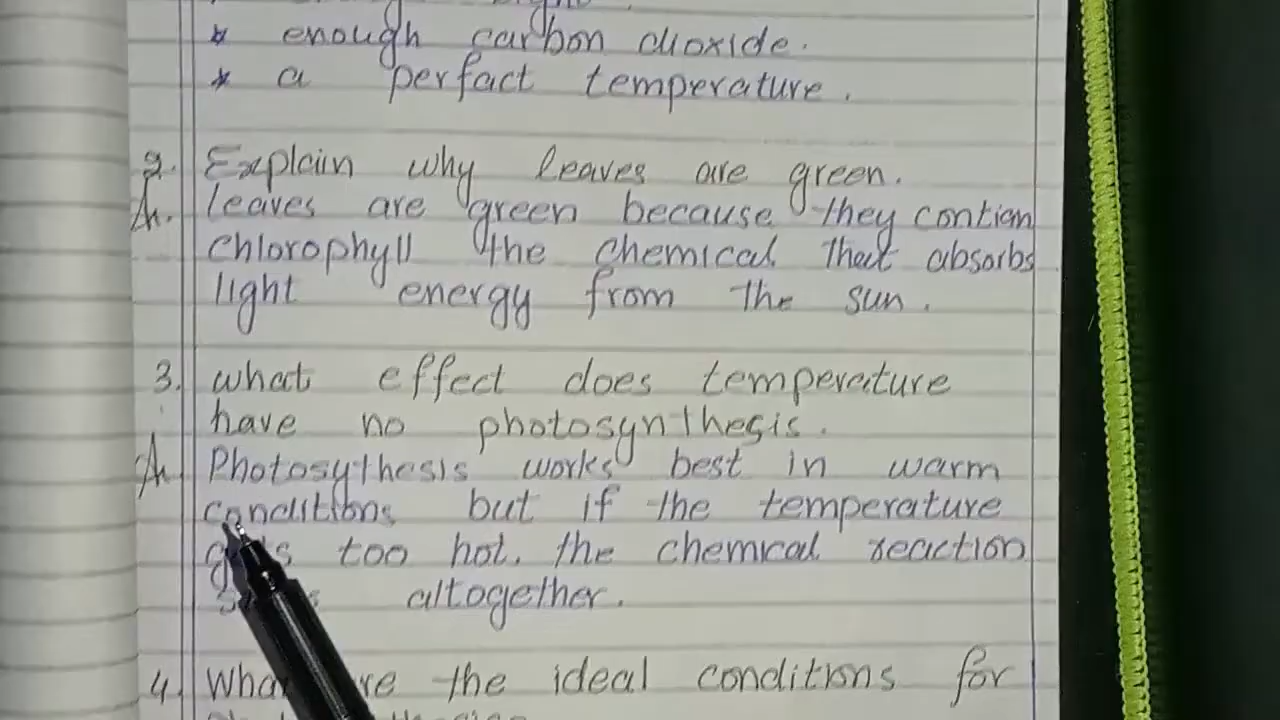 * enough carbon dioxide.
* a perfact temperature.
2. Explain why leaves are green.
A. leaves are green because they contian
chlorophyll the chemical that absorbs
light energy from the sun.
3. what effect does temperature
have no photosynthesis.
A. Photosythesis works best in warm
conditions but if the temperature
too hot. the chemical reaction
altogether.
4. are the ideal conditions for